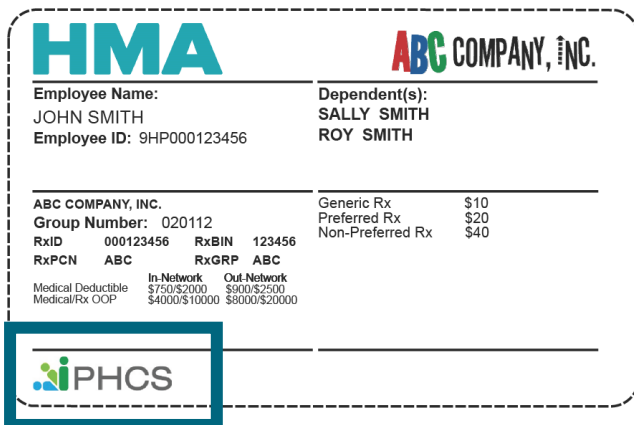 HMA
ABC COMPANY, INC.
Employee Name:
JOHN SMITH
Employee ID: 9HP000123456
Dependent(s):
SALLY SMITH
ROY SMITH
ABC COMPANY, INC.
Group Number: 020112
RxID 000123456 RxBIN 123456
RxPCN ABC RxGRP ABC
In-Network Out-Network
Medical Deductible $750/$2000 $900/$2500
Medical/Rx OOP $4000/$10000 $8000/$20000
Generic Rx $10
Preferred Rx $20
Non-Preferred Rx $40
PHCS